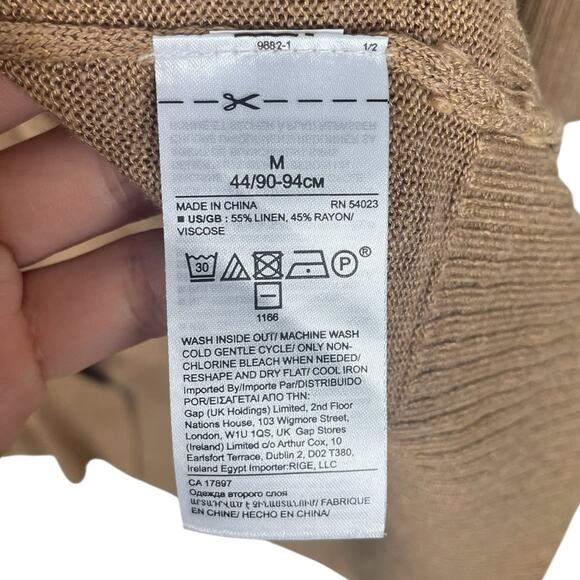 9882-1 1/2
M
44/90-94см
MADE IN CHINA RN 54023
■ US/GB : 55% LINEN, 45% RAYON/
VISCOSE
30 P ®
1166
WASH INSIDE OUT/ MACHINE WASH
COLD GENTLE CYCLE/ ONLY NON-
CHLORINE BLEACH WHEN NEEDED/
RESHAPE AND DRY FLAT/ COOL IRON
Imported By/Importe Par/DISTRIBUIDO
POR/ΕΙΣΑΓΕΤΑΙ ΑΠΟ ΤΗΝ:
Gap (UK Holdings) Limited, 2nd Floor
Nations House, 103 Wigmore Street,
London, W1U 1QS, UK Gap Stores
(Ireland) Limited c/o Arthur Cox, 10
Earlsfort Terrace, Dublin 2, D02 T380,
Ireland Egypt Importer:RIGE, LLC
CA 17897
Одежда второго слоя
ԱՐՏԱԴՐՎԱԾ Է ՉԻՆԱՍՏԱՆՈՒՄ/ FABRIQUE
EN CHINE/ HECHO EN CHINA/